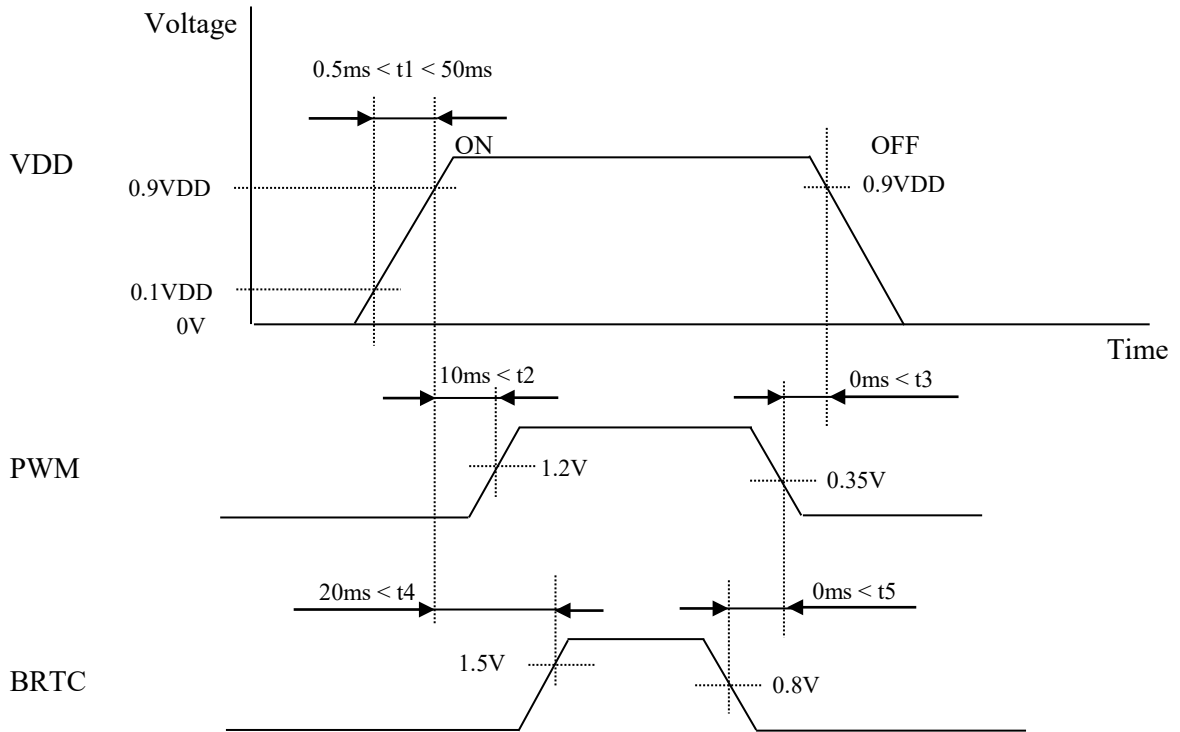 Voltage
0.5ms < t1 < 50ms
ON
OFF
VDD
0.9VDD
0.9VDD
0.1VDD
0V
Time
10ms < t2
0ms < t3
PWM
1.2V
0.35V
20ms < t4
0ms < t5
1.5V
BRTC
0.8V